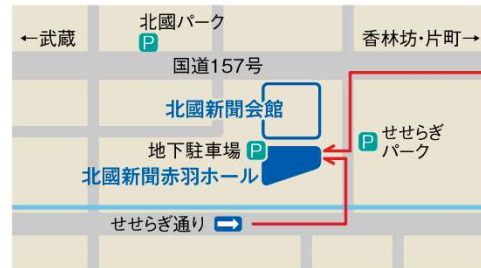 北國パーク
P
←武蔵
香林坊・片町→
国道157号
北國新聞会館
せせらぎ
パーク
P
地下駐車場 P
北國新聞赤羽ホール
せせらぎ通り ➡